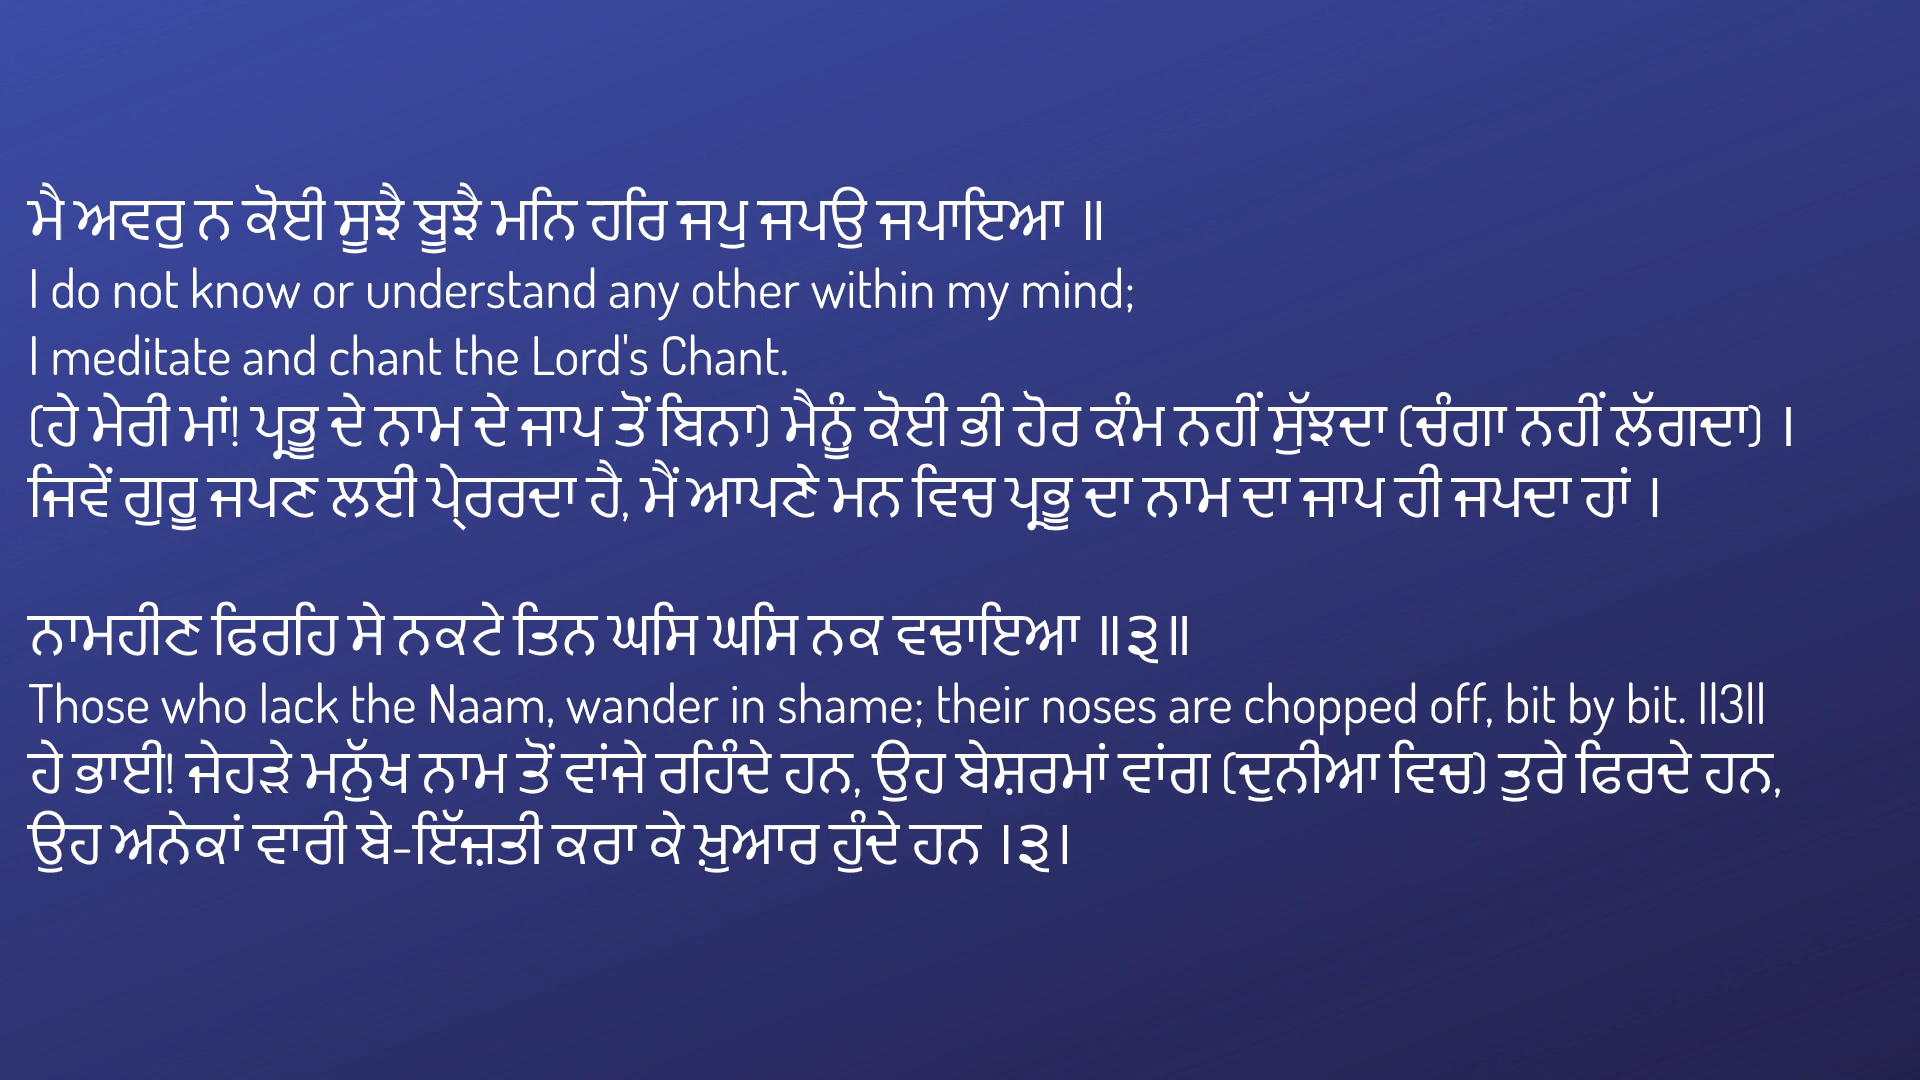 ਮੈ ਅਵਰੁ ਨ ਕੋਈ ਸੂਝੈ ਬੂਝੈ ਮਨਿ ਹਰਿ ਜਪੁ ਜਪਉ ਜਪਾਇਆ ॥
I do not know or understand any other within my mind;
I meditate and chant the Lord's Chant.
(ਹੇ ਮੇਰੀ ਮਾਂ! ਪ੍ਰਭੂ ਦੇ ਨਾਮ ਦੇ ਜਾਪ ਤੋਂ ਬਿਨਾ) ਮੈਨੂੰ ਕੋਈ ਭੀ ਹੋਰ ਕੰਮ ਨਹੀਂ ਸੁੱਝਦਾ (ਚੰਗਾ ਨਹੀਂ ਲੱਗਦਾ) ।
ਜਿਵੇਂ ਗੁਰੂ ਜਪਣ ਲਈ ਪ੍ਰੇਰਰਦਾ ਹੈ, ਮੈਂ ਆਪਣੇ ਮਨ ਵਿਚ ਪ੍ਰਭੂ ਦਾ ਨਾਮ ਦਾ ਜਾਪ ਹੀ ਜਪਦਾ ਹਾਂ ।
ਨਾਮਹੀਣ ਫਿਰਹਿ ਸੇ ਨਕਟੇ ਤਿਨ ਘਸਿ ਘਸਿ ਨਕ ਵਢਾਇਆ ॥੩॥
Those who lack the Naam, wander in shame; their noses are chopped off, bit by bit. ||3||
ਹੇ ਭਾਈ! ਜੇਹੜੇ ਮਨੁੱਖ ਨਾਮ ਤੋਂ ਵਾਂਜੇ ਰਹਿੰਦੇ ਹਨ, ਉਹ ਬੇਸ਼ਰਮਾਂ ਵਾਂਗ (ਦੁਨੀਆ ਵਿਚ) ਤੁਰੇ ਫਿਰਦੇ ਹਨ,
ਉਹ ਅਨੇਕਾਂ ਵਾਰੀ ਬੇ-ਇੱਜ਼ਤੀ ਕਰਾ ਕੇ ਖ਼ੁਆਰ ਹੁੰਦੇ ਹਨ ।੩।